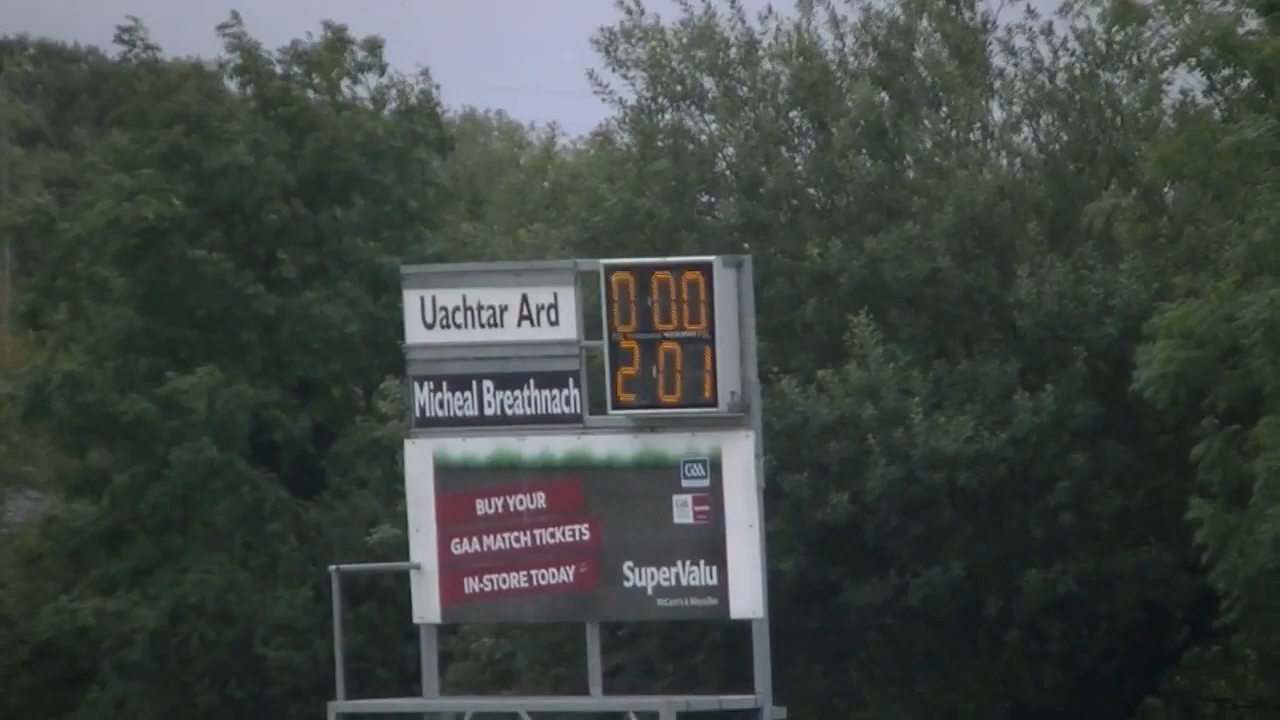 Uachtar Ard
0:00
Micheal Breathnach
2:01
GAA
BUY YOUR
GAA MATCH TICKETS
IN-STORE TODAY
SuperValu